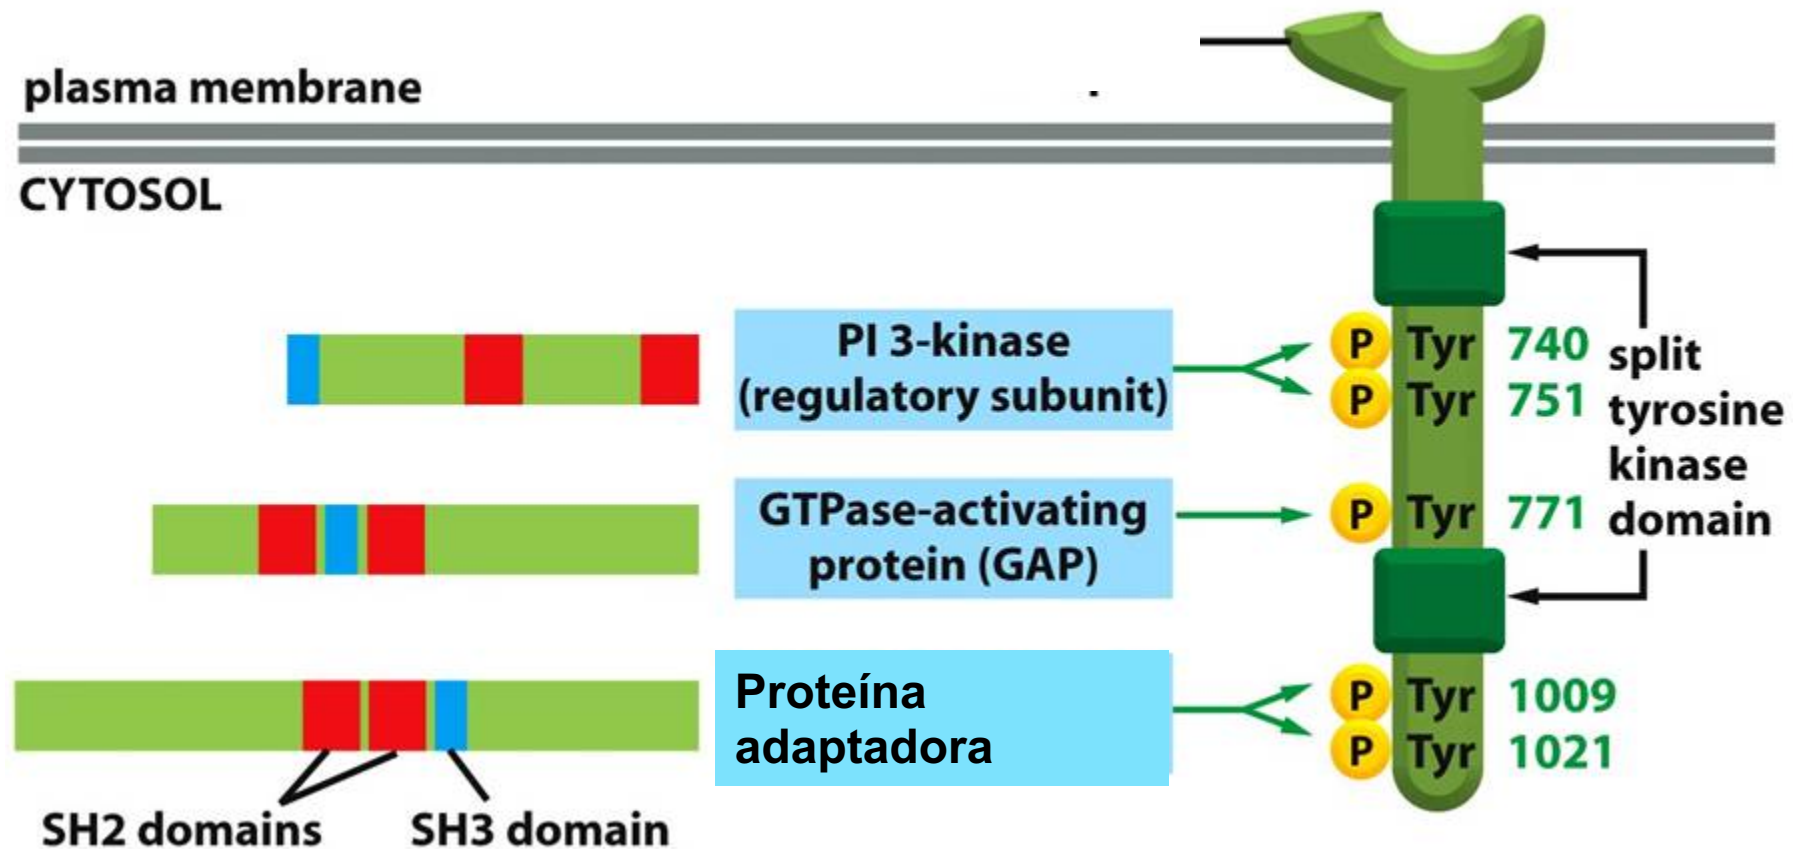 plasma membrane
CYTOSOL
PI 3-kinase
(regulatory subunit)
P Tyr 740
P Tyr 751
split
tyrosine
kinase
domain
GTPase-activating
protein (GAP)
P Tyr 771
Proteína
adaptadora
P Tyr 1009
P Tyr 1021
SH2 domains
SH3 domain